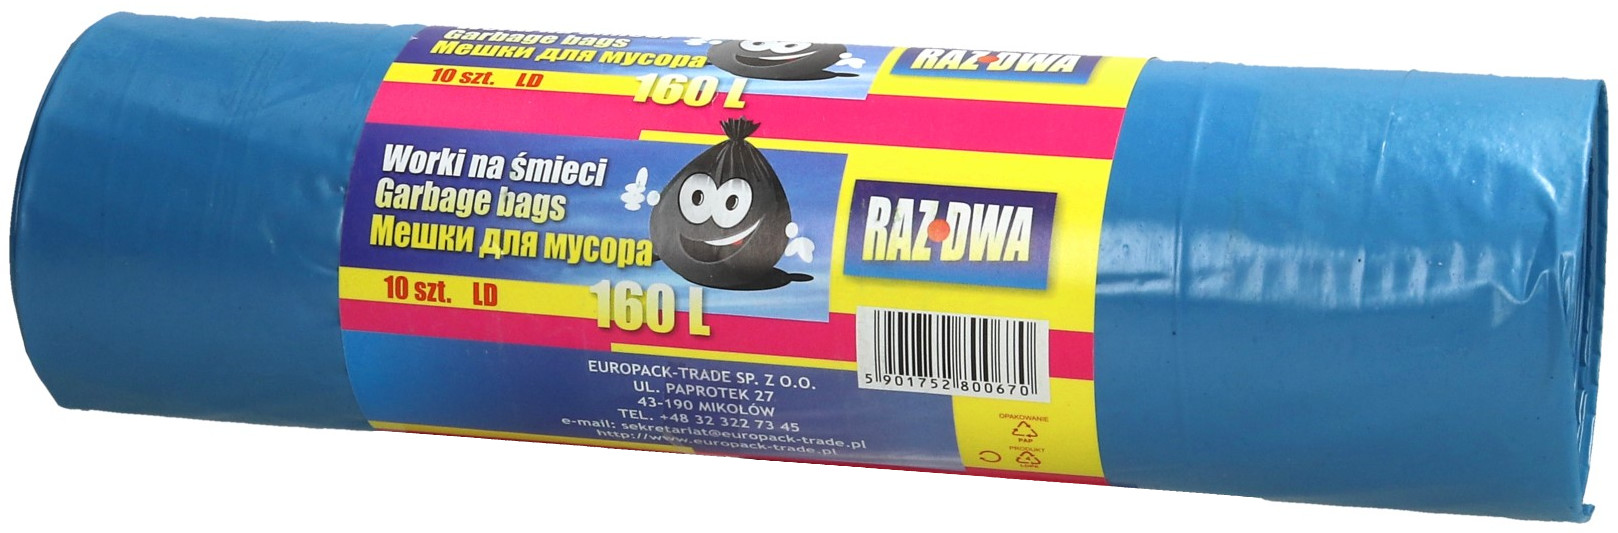 Garbage bags
Мешки для мусора
10 szt. LD
160 L
RAZ DWA
Worki na śmieci
Garbage bags
Мешки для мусора
10 szt. LD
160 L
RAZ DWA
5 901752 800670
EUROPACK-TRADE SP. Z O.O.
UL. PAPROTEK 27
43-190 MIKOŁÓW
TEL. +48 32 322 73 45
e-mail: sekretariat@europack-trade.pl
http://www.europack-trade.pl
OPAKOWANIE
PAP
PRODUKT
LDPE